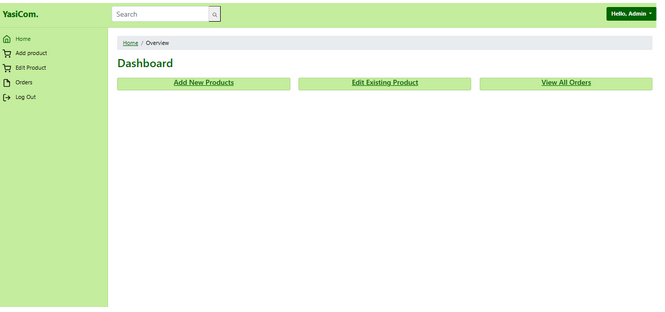 YasiCom.
Search
Hello, Admin
Home
Add product
Edit Product
Orders
Log Out
Home / Overview
Dashboard
Add New Products
Edit Existing Product
View All Orders